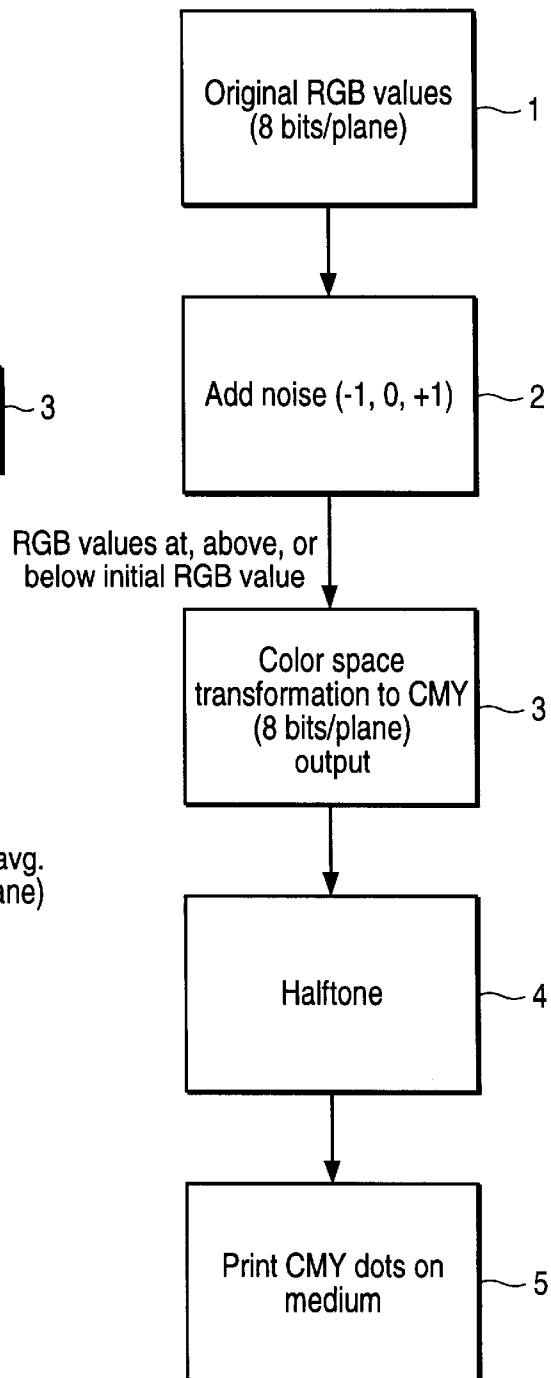 Original RGB values
(8 bits/plane)
1
Add noise (-1, 0, +1)
2
3
RGB values at, above, or
below initial RGB value
Color space
transformation to CMY
(8 bits/plane)
output
3
avg.
Halftone
4
Print CMY dots on
medium
5